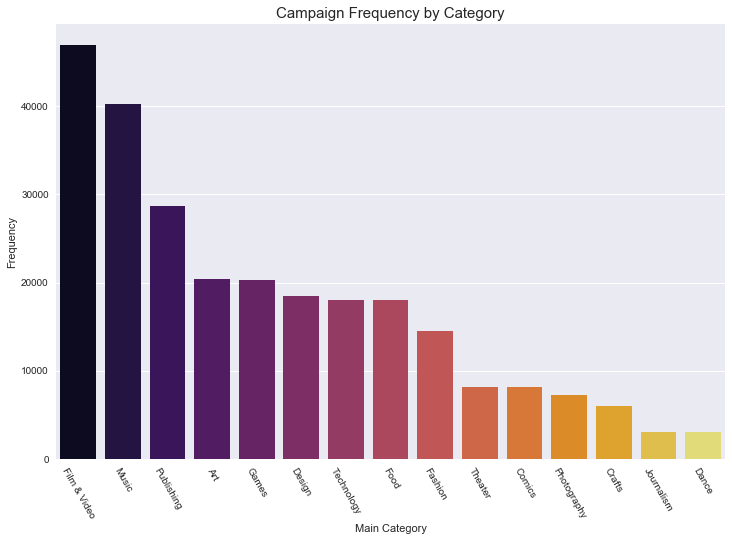 Campaign Frequency by Category
Frequency
40000
30000
20000
10000
0
Film & Video
Music
Publishing
Art
Games
Design
Technology
Food
Fashion
Theater
Comics
Photography
Crafts
Journalism
Dance
Main Category